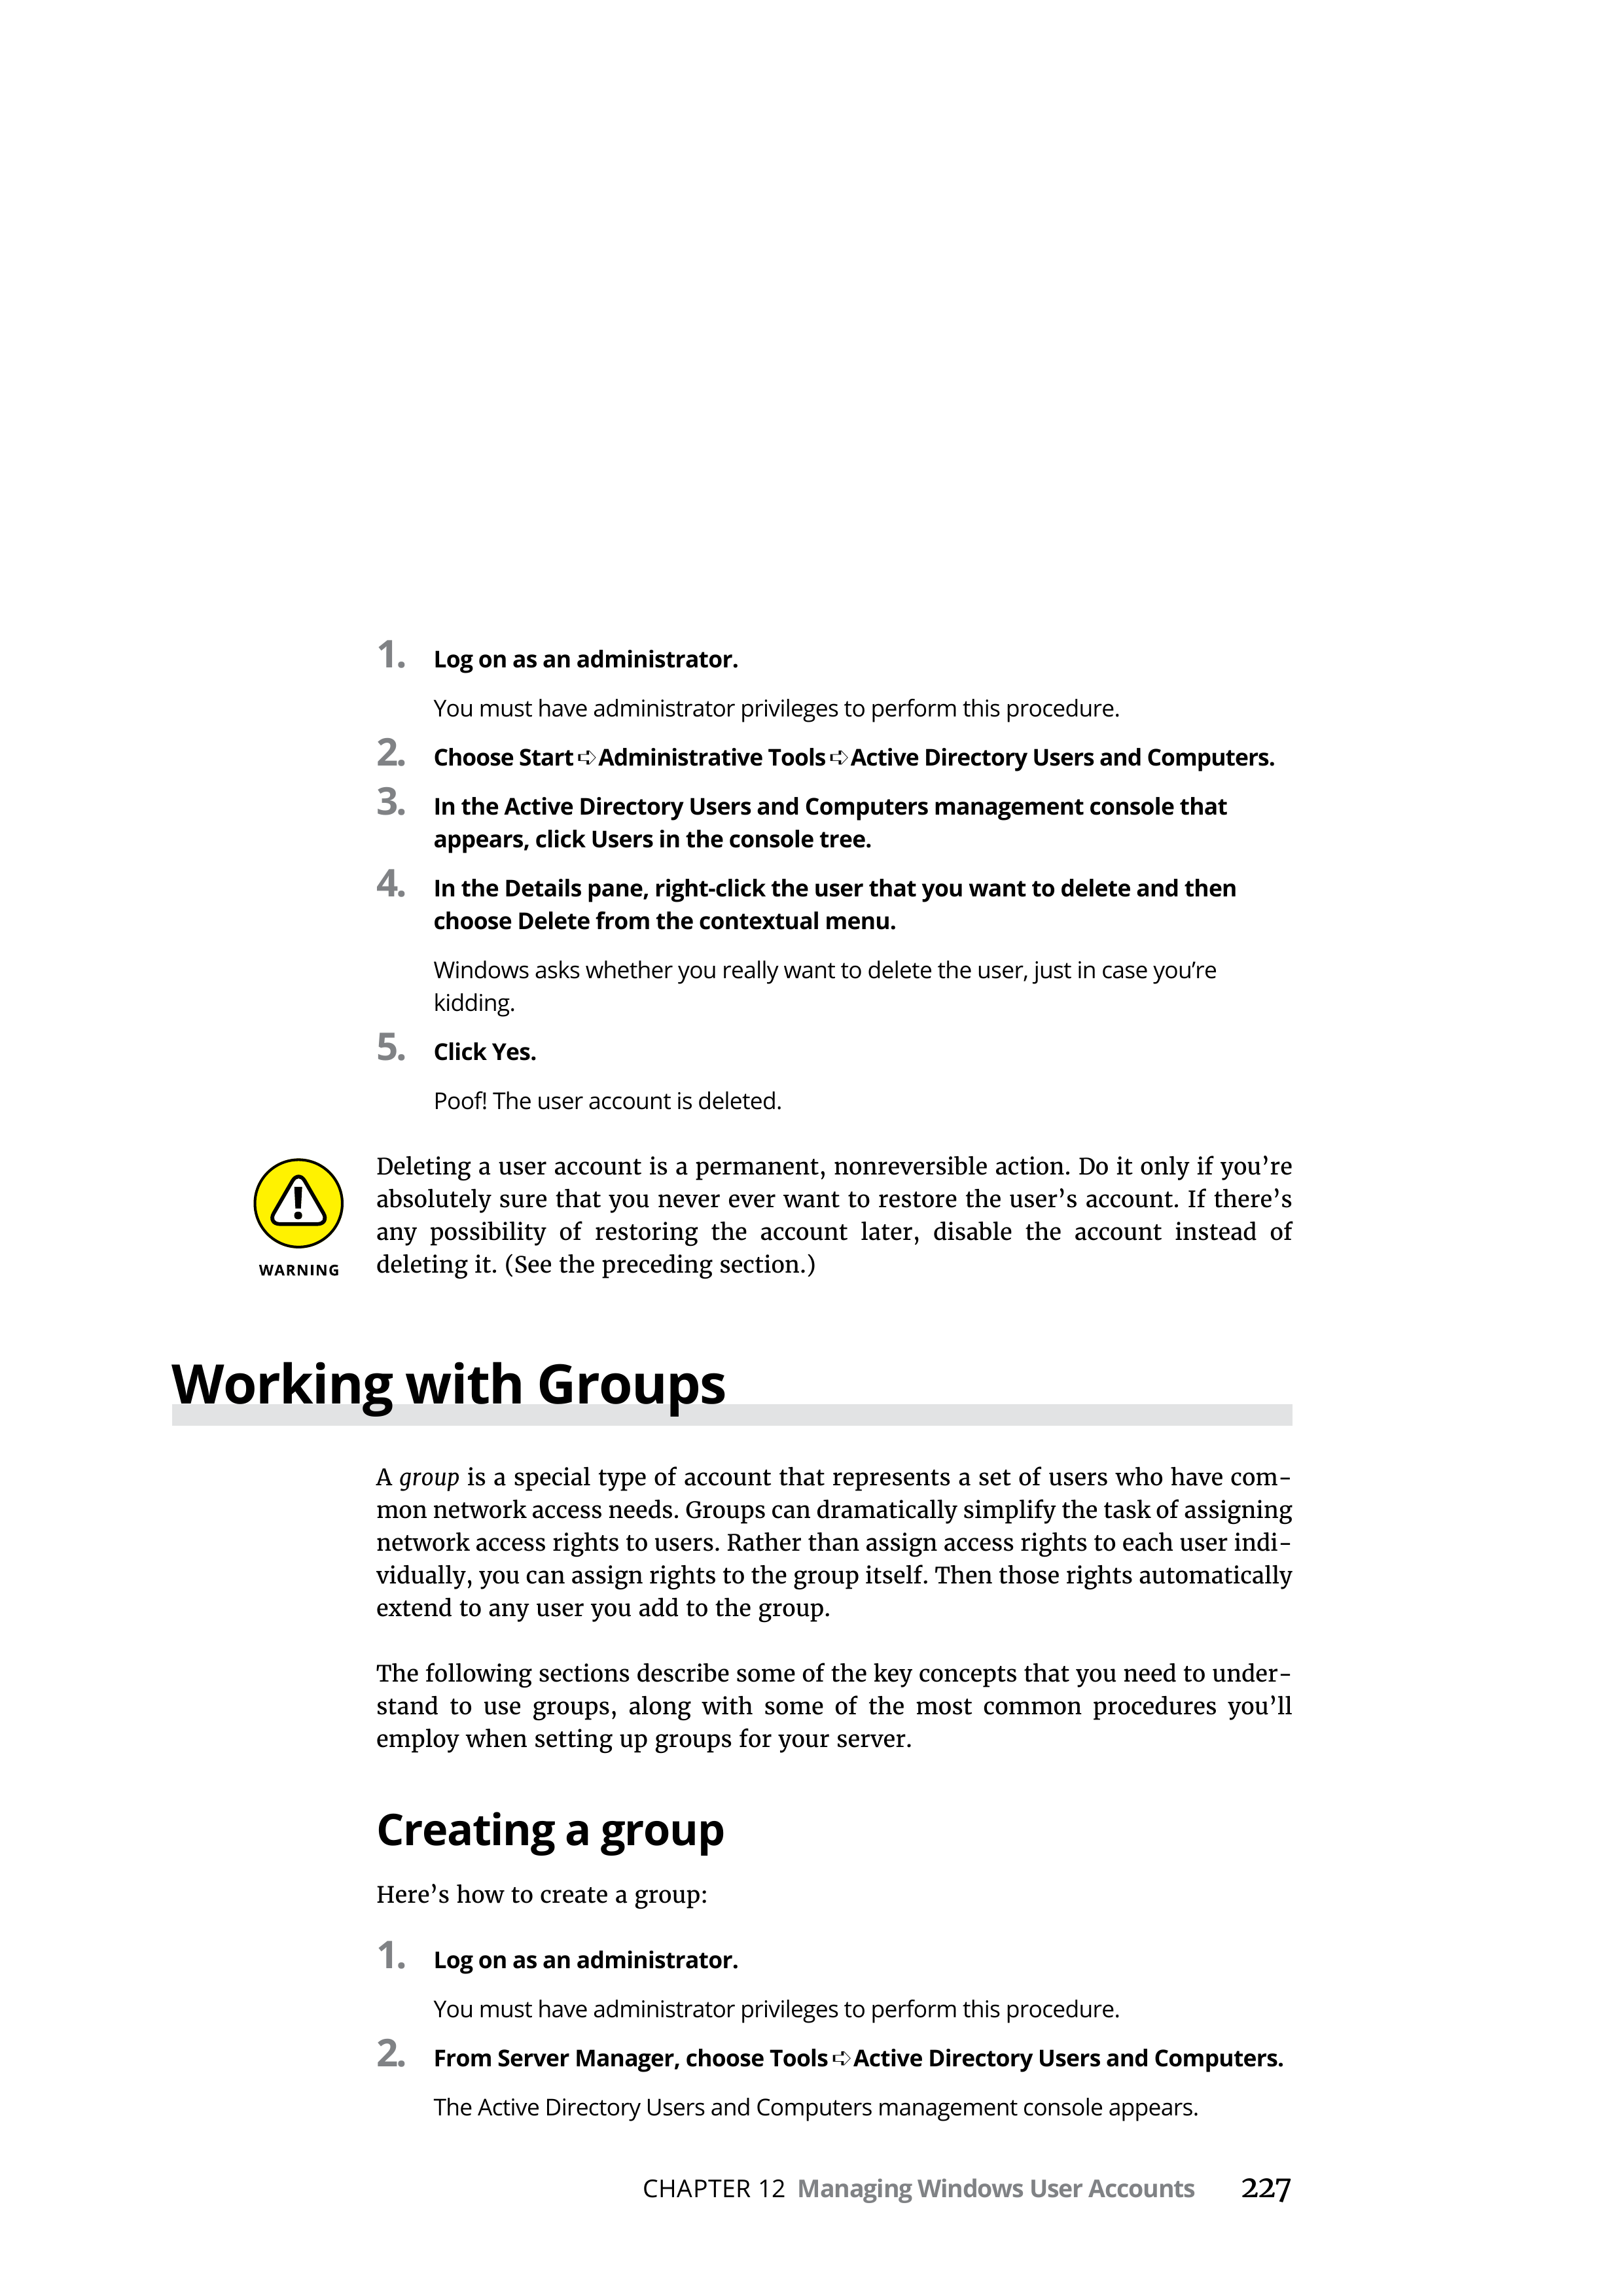 1. Log on as an administrator.
You must have administrator privileges to perform this procedure.
2. Choose Start➪Administrative Tools➪Active Directory Users and Computers.
3. In the Active Directory Users and Computers management console that
appears, click Users in the console tree.
4. In the Details pane, right-click the user that you want to delete and then
choose Delete from the contextual menu.
Windows asks whether you really want to delete the user, just in case you’re
kidding.
5. Click Yes.
Poof! The user account is deleted.
WARNING
Deleting a user account is a permanent, nonreversible action. Do it only if you’re
absolutely sure that you never ever want to restore the user’s account. If there’s
any possibility of restoring the account later, disable the account instead of
deleting it. (See the preceding section.)
Working with Groups
A group is a special type of account that represents a set of users who have com-
mon network access needs. Groups can dramatically simplify the task of assigning
network access rights to users. Rather than assign access rights to each user indi-
vidually, you can assign rights to the group itself. Then those rights automatically
extend to any user you add to the group.
The following sections describe some of the key concepts that you need to under-
stand to use groups, along with some of the most common procedures you’ll
employ when setting up groups for your server.
Creating a group
Here’s how to create a group:
1. Log on as an administrator.
You must have administrator privileges to perform this procedure.
2. From Server Manager, choose Tools➪Active Directory Users and Computers.
The Active Directory Users and Computers management console appears.
CHAPTER 12 Managing Windows User Accounts 227